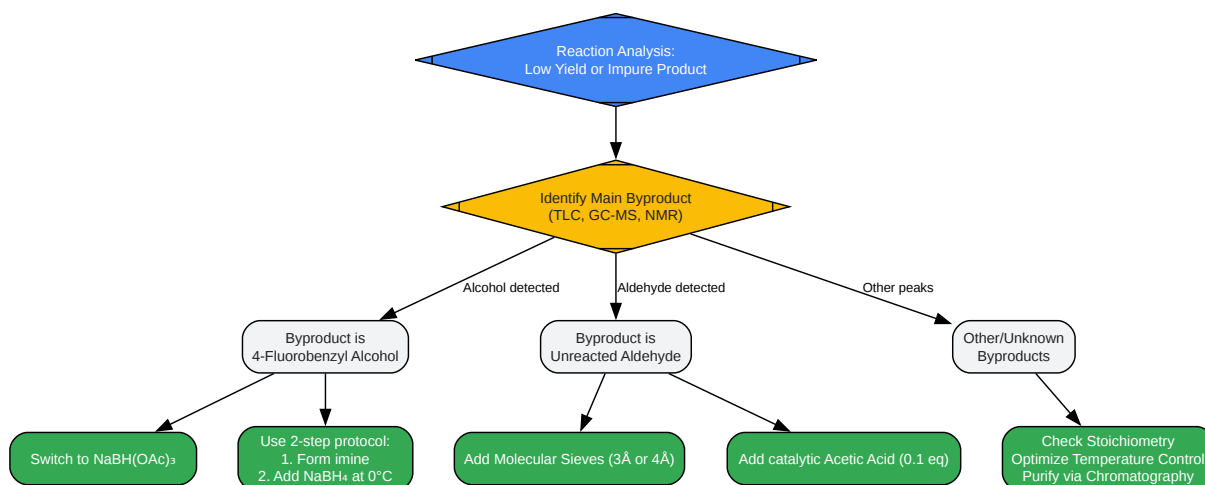 Reaction Analysis:
Low Yield or Impure Product
Identify Main Byproduct
(TLC, GC-MS, NMR)
Alcohol detected
Aldehyde detected
Other peaks
Byproduct is
4-Fluorobenzyl Alcohol
Byproduct is
Unreacted Aldehyde
Other/Unknown
Byproducts
Switch to NaBH(OAc)₃
Use 2-step protocol:
1. Form imine
2. Add NaBH₄ at 0°C
Add Molecular Sieves (3Å or 4Å)
Add catalytic Acetic Acid (0.1 eq)
Check Stoichiometry
Optimize Temperature Control
Purify via Chromatography